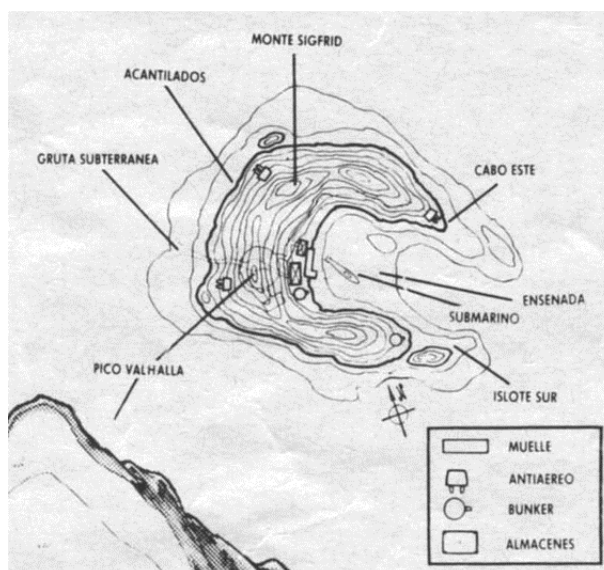 MONTE SIGFRID
ACANTILADOS
GRUTA SUBTERRANEA
CABO ESTE
ENSENADA
SUBMARINO
PICO VALHALLA
ISLOTE SUR
N
MUELLE
ANTIAEREO
BUNKER
ALMACENES